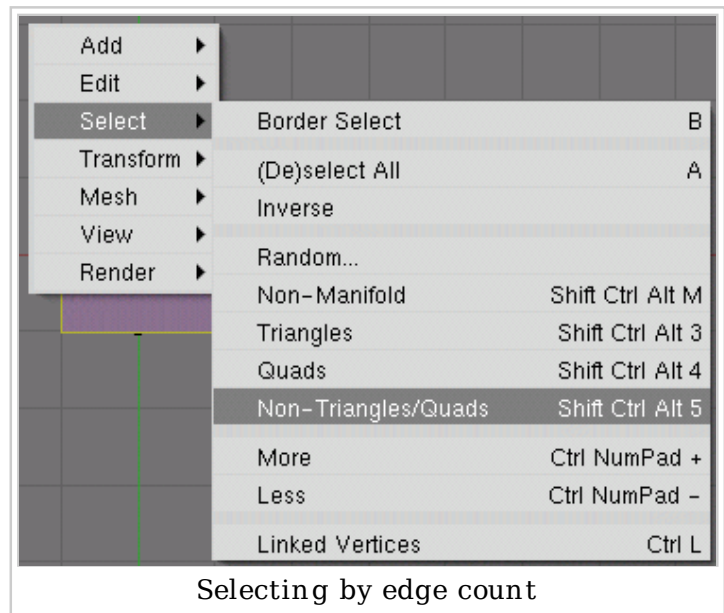 Add
Edit
Select
Transform
Mesh
View
Render
Border Select B
(De)select All A
Inverse
Random...
Non-Manifold Shift Ctrl Alt M
Triangles Shift Ctrl Alt 3
Quads Shift Ctrl Alt 4
Non-Triangles/Quads Shift Ctrl Alt 5
More Ctrl NumPad +
Less Ctrl NumPad -
Linked Vertices Ctrl L
Selecting by edge count